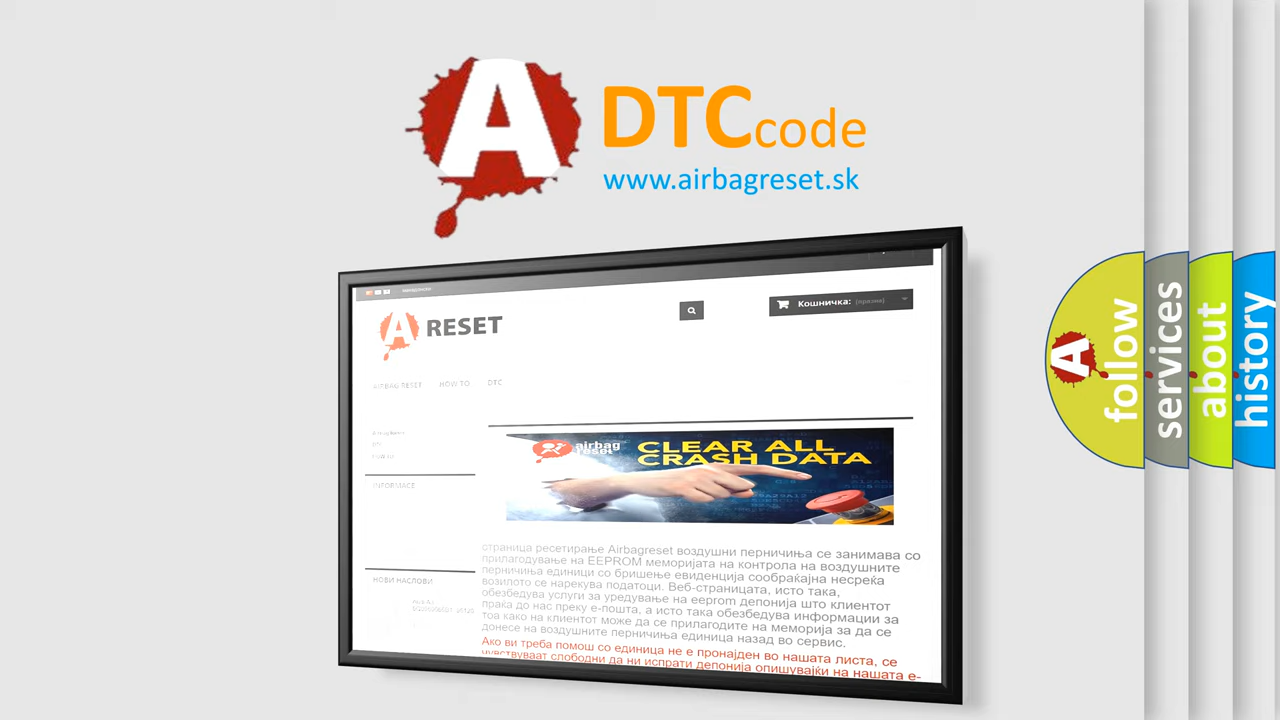 A DTCcode
www.airbagreset.sk
Кошничка: (празна)
A RESET
AIRBAG RESET HOW TO DTC
airbag
reset
CLEAR ALL
CRASH DATA
INFORMACE
НОВИ НАСЛОВИ
страница ресетирање Airbagreset воздушни перничиња се занимава со
прилагодување на EEPROM меморијата на контрола на воздушните
перничиња единици со бришење евиденција сообраќајна несреќа
возилото се нарекува податоци. Веб-страницата, исто така,
обезбедува услуги за уредување на eeprom депонија што клиентот
праќа до нас преку е-пошта, а исто така обезбедува информации за
тоа како на клиентот може да се прилагодите на меморија за да се
донесе на воздушните перничиња единица назад во сервис.
Ако ви треба помош со единица не е пронајден во нашата листа, се
чувствуваат слободни да ни испрати депонија опишувајќи на нашата е-
A
follow
services
about
history